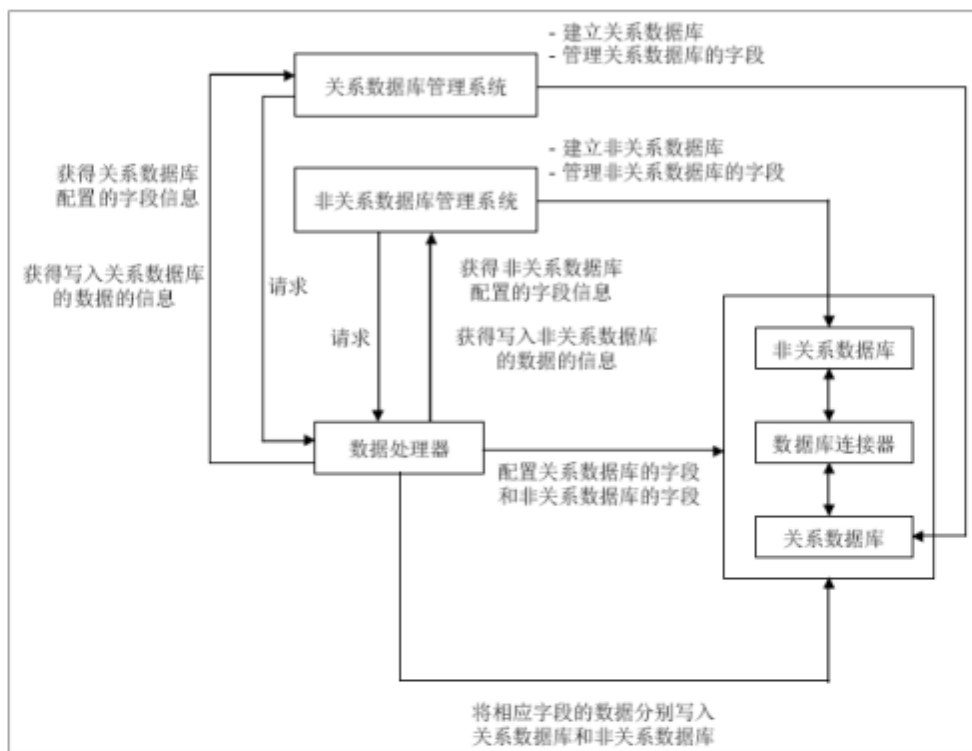 - 建立关系数据库
- 管理关系数据库的字段
关系数据库管理系统
- 建立非关系数据库
- 管理非关系数据库的字段
获得关系数据库
配置的字段信息
非关系数据库管理系统
获得写入关系数据库
的数据的信息
请求
获得非关系数据库
配置的字段信息
请求
获得写入非关系数据库
的数据的信息
非关系数据库
数据处理器
数据库连接器
配置关系数据库的字段
和非关系数据库的字段
关系数据库
将相应字段的数据分别写入
关系数据库和非关系数据库